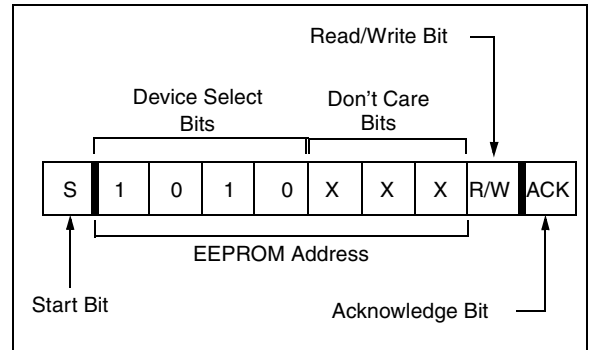 Read/Write Bit
Device Select
Bits
Don't Care
Bits
S 1 0 1 0 X X X R/W ACK
EEPROM Address
Start Bit
Acknowledge Bit